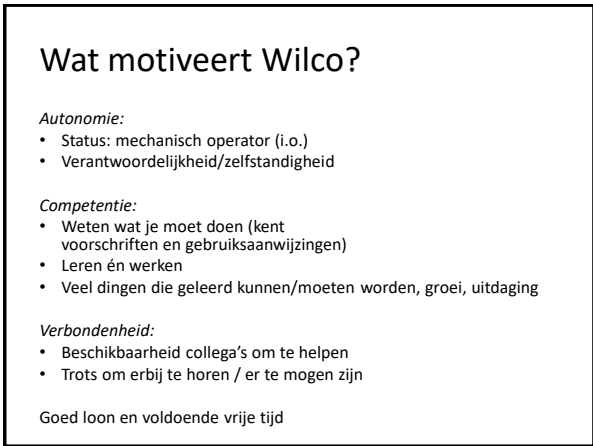 Wat motiveert Wilco?
Autonomie:
• Status: mechanisch operator (i.o.)
• Verantwoordelijkheid/zelfstandigheid
Competentie:
• Weten wat je moet doen (kent
voorschriften en gebruiksaanwijzingen)
• Leren én werken
• Veel dingen die geleerd kunnen/moeten worden, groei, uitdaging
Verbondenheid:
• Beschikbaarheid collega’s om te helpen
• Trots om erbij te horen / er te mogen zijn
Goed loon en voldoende vrije tijd